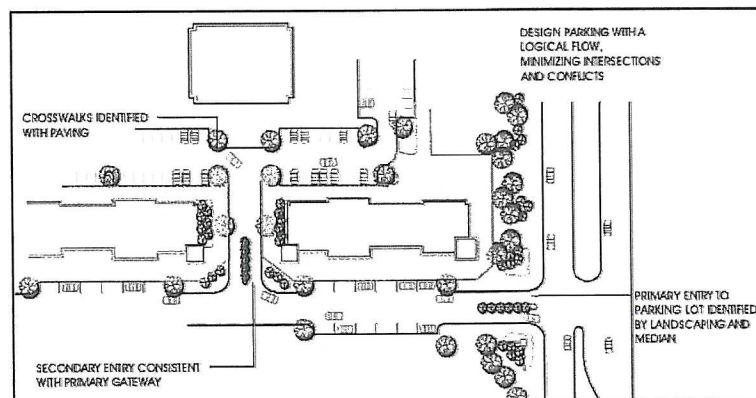 DESIGN PARKING WITH A
LOGICAL FLOW,
MINIMIZING INTERSECTIONS
AND CONFLICTS
CROSSWALKS IDENTIFIED
WITH PAVING
PRIMARY ENTRY TO
PARKING LOT IDENTIFIED
BY LANDSCAPING AND
MEDIAN
SECONDARY ENTRY CONSISTENT
WITH PRIMARY GATEWAY